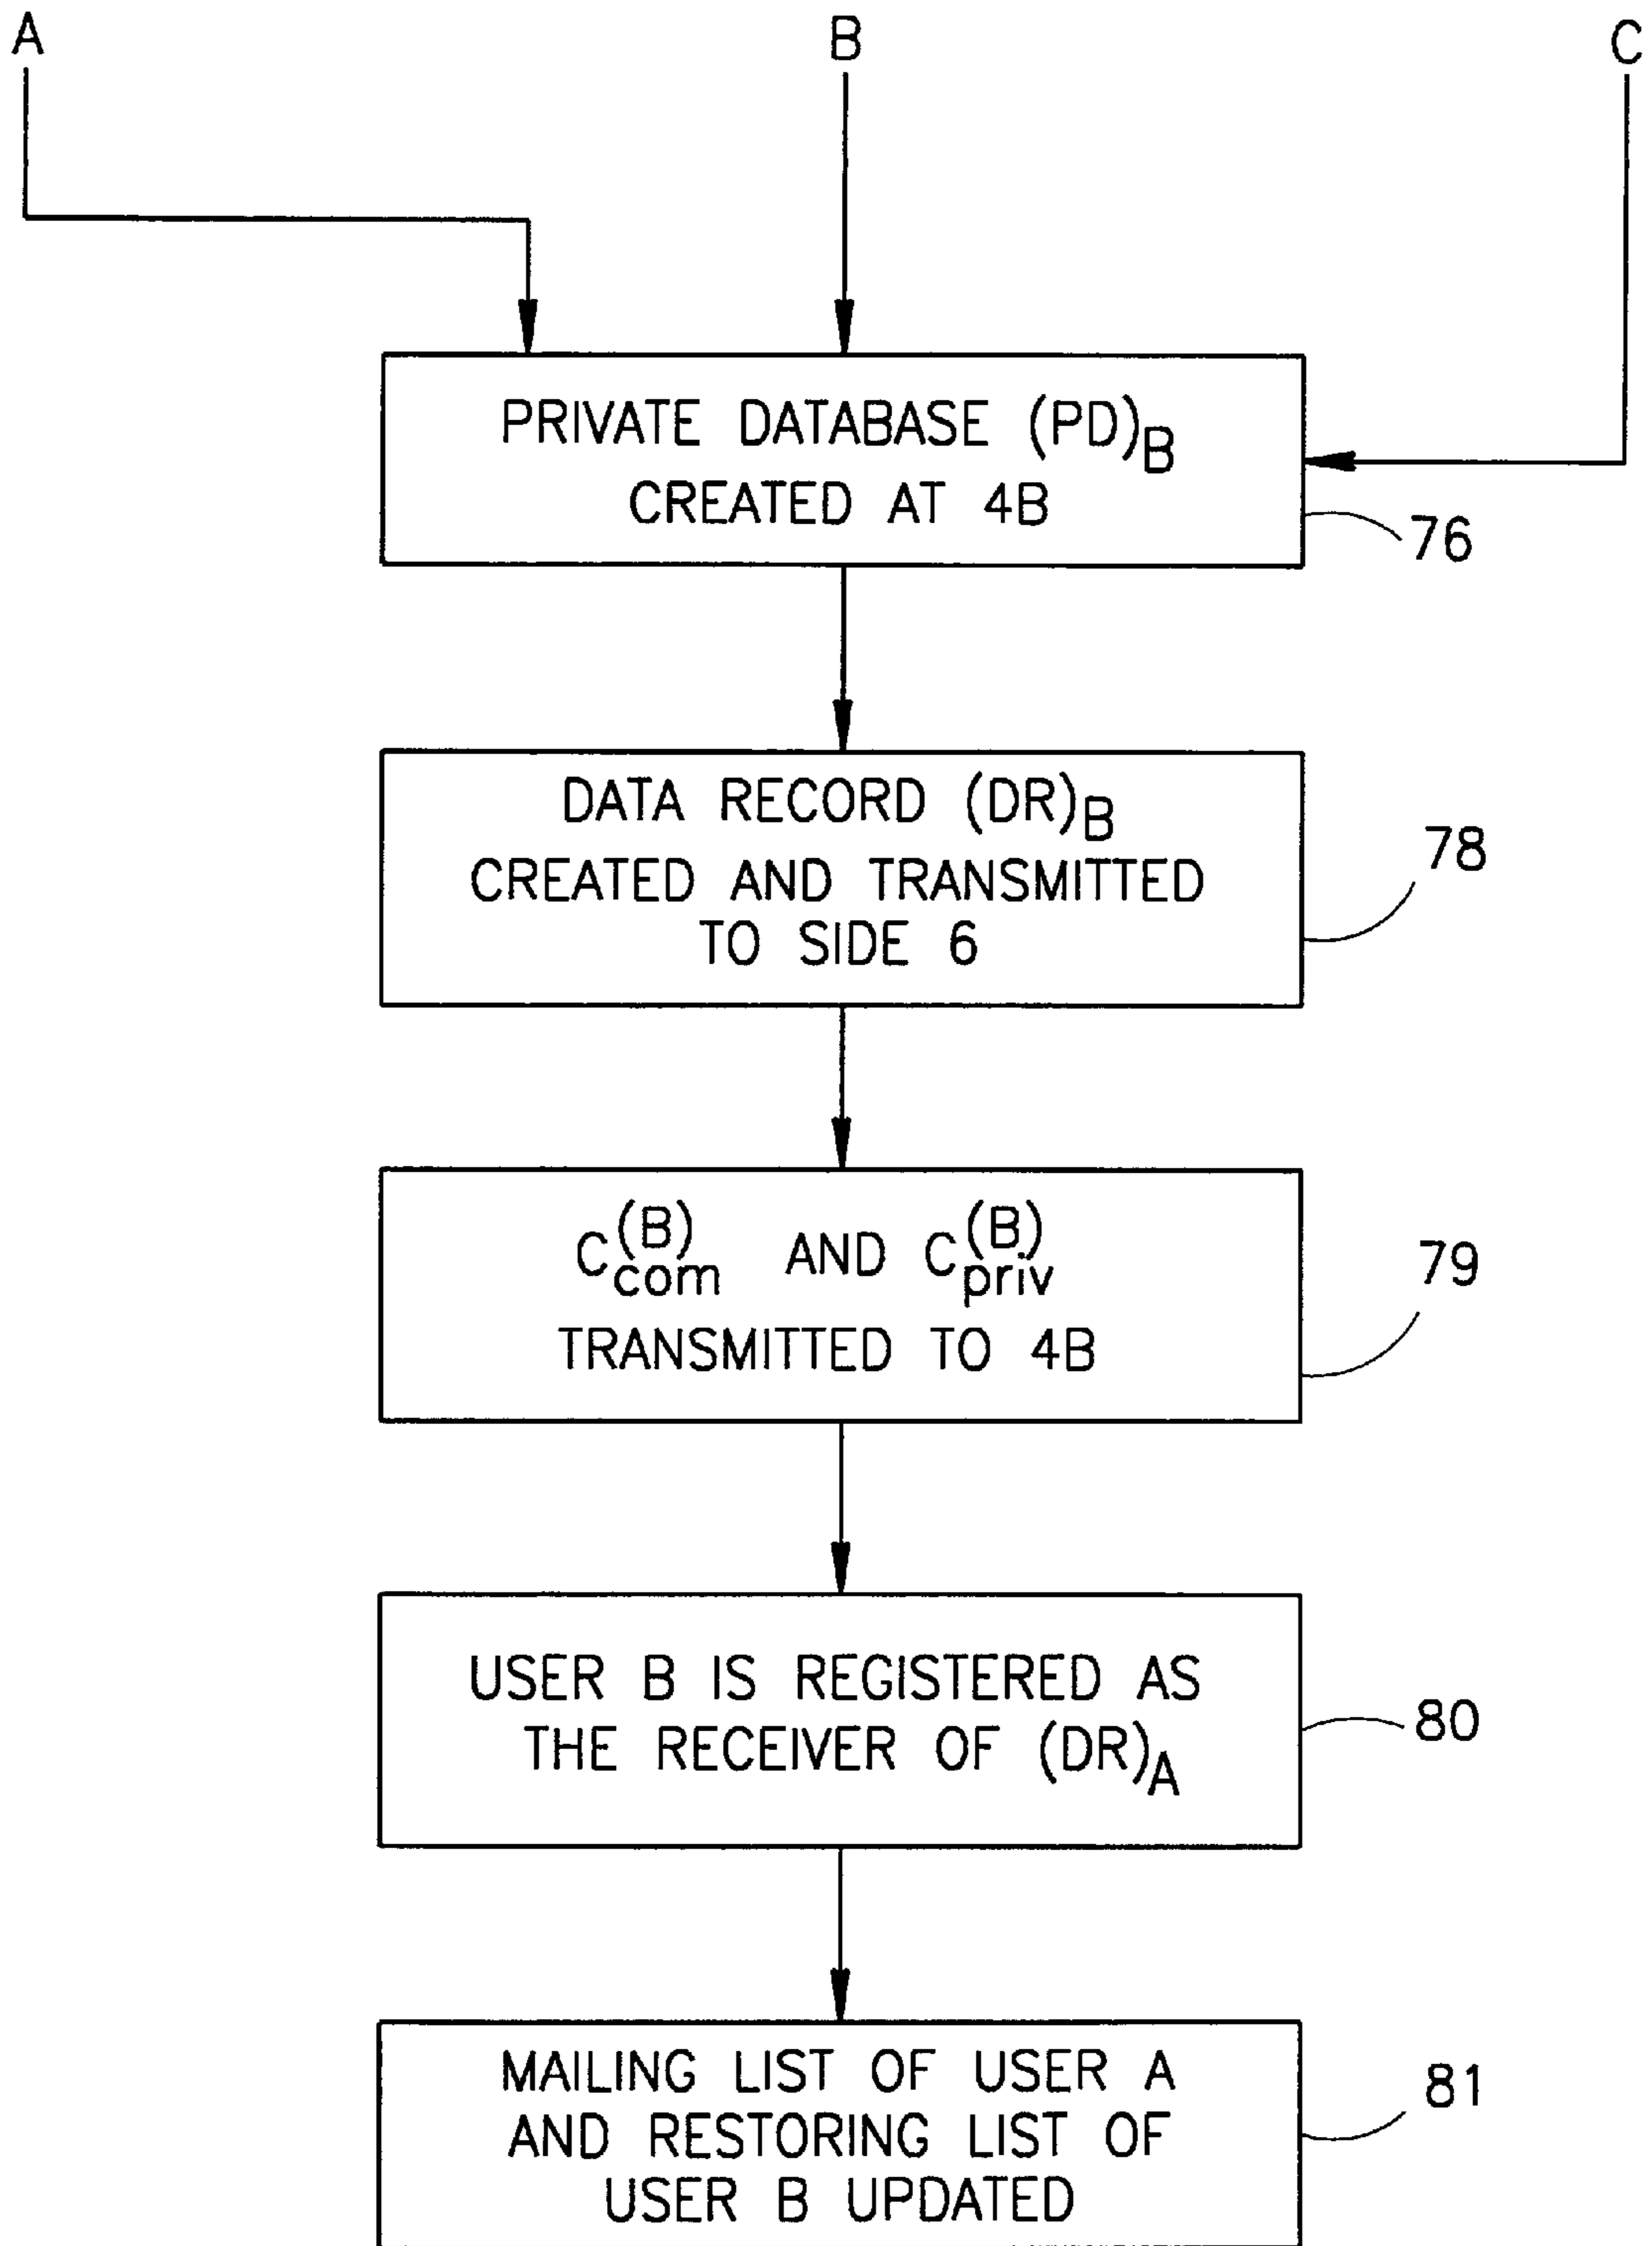 A B C
PRIVATE DATABASE (PD)B
CREATED AT 4B
76
DATA RECORD (DR)B
CREATED AND TRANSMITTED
TO SIDE 6
78
C(B)com AND C(B)priv
TRANSMITTED TO 4B
79
USER B IS REGISTERED AS
THE RECEIVER OF (DR)A
80
MAILING LIST OF USER A
AND RESTORING LIST OF
USER B UPDATED
81